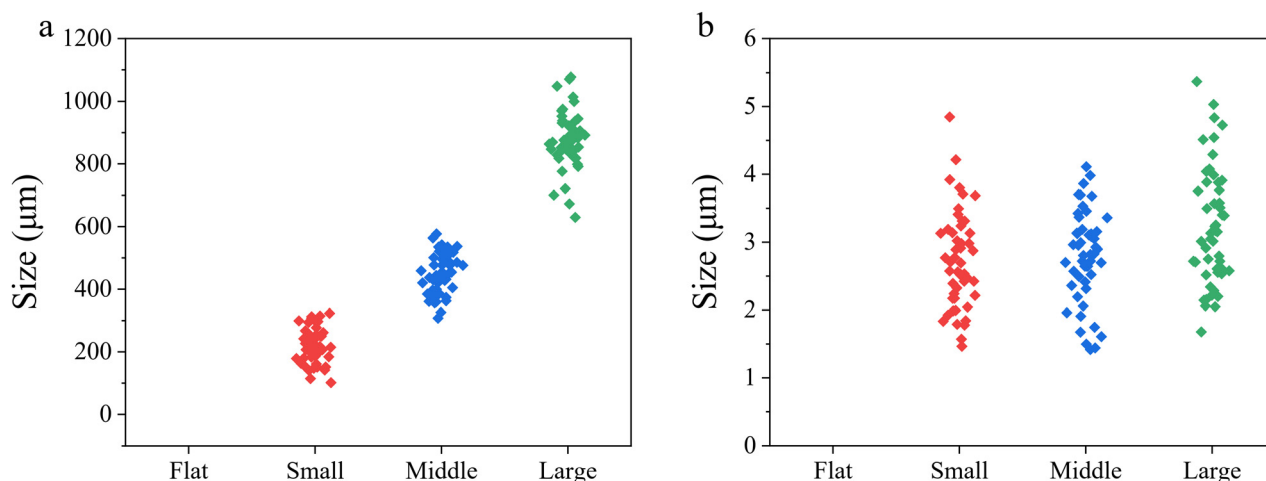 a
1200
1000
800
600
400
200
0
Size (μm)
Flat Small Middle Large
b
6
5
4
3
2
1
0
Size (μm)
Flat Small Middle Large